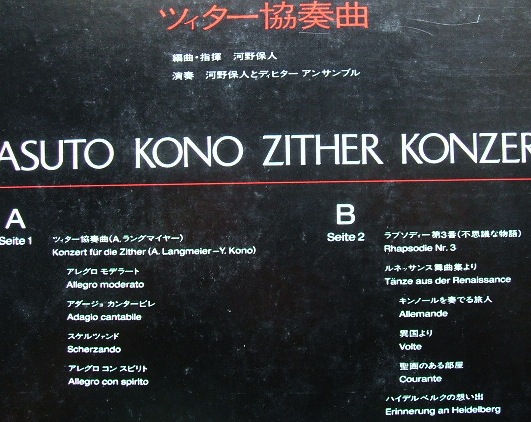 ツィター協奏曲
編曲・指揮 河野保人
演奏 河野保人とディヒター アンサンブル
ASUTO KONO ZITHER KONZER
A
Seite 1
ツィター協奏曲(A.ラングマイヤー)
Konzert für die Zither (A. Langmeier—Y. Kono)
アレグロ モデラート
Allegro moderato
アダージョ カンタービレ
Adagio cantabile
スケルツァンド
Scherzando
アレグロ コン スピリト
Allegro con spirito
B
Seite 2
ラプソディー第3番(不思議な物語)
Rhapsodie Nr. 3
ルネッサンス舞曲集より
Tänze aus der Renaissance
キンノールを奏でる旅人
Allemande
異国より
Volte
聖画のある部屋
Courante
ハイデルベルクの想い出
Erinnerung an Heidelberg